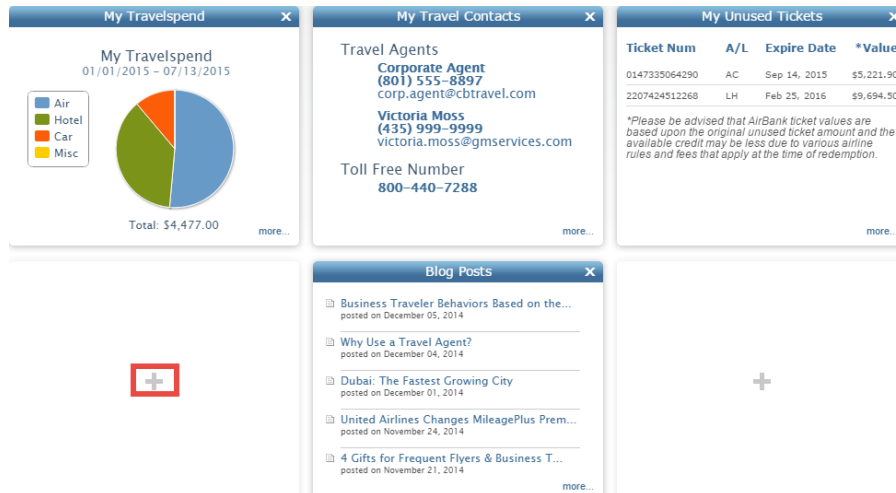 My Travelspend X
My Travelspend
01/01/2015 - 07/13/2015
Air
Hotel
Car
Misc
Total: $4,477.00
more...
My Travel Contacts X
Travel Agents
Corporate Agent
(801) 555-8897
corp.agent@cbtravel.com
Victoria Moss
(435) 999-9999
victoria.moss@gmservices.com
Toll Free Number
800-440-7288
more...
My Unused Tickets X
Ticket Num A/L Expire Date *Value
0147335064290 AC Sep 14, 2015 $5,221.90
2207424512268 LH Feb 25, 2016 $9,694.50
*Please be advised that AirBank ticket values are
based upon the original unused ticket amount and the
available credit may be less due to various airline
rules and fees that apply at the time of redemption.
more...
+
Blog Posts X
Business Traveler Behaviors Based on the...
posted on December 05, 2014
Why Use a Travel Agent?
posted on December 04, 2014
Dubai: The Fastest Growing City
posted on December 01, 2014
United Airlines Changes MileagePlus Prem...
posted on November 24, 2014
4 Gifts for Frequent Flyers & Business T...
posted on November 21, 2014
more...
+